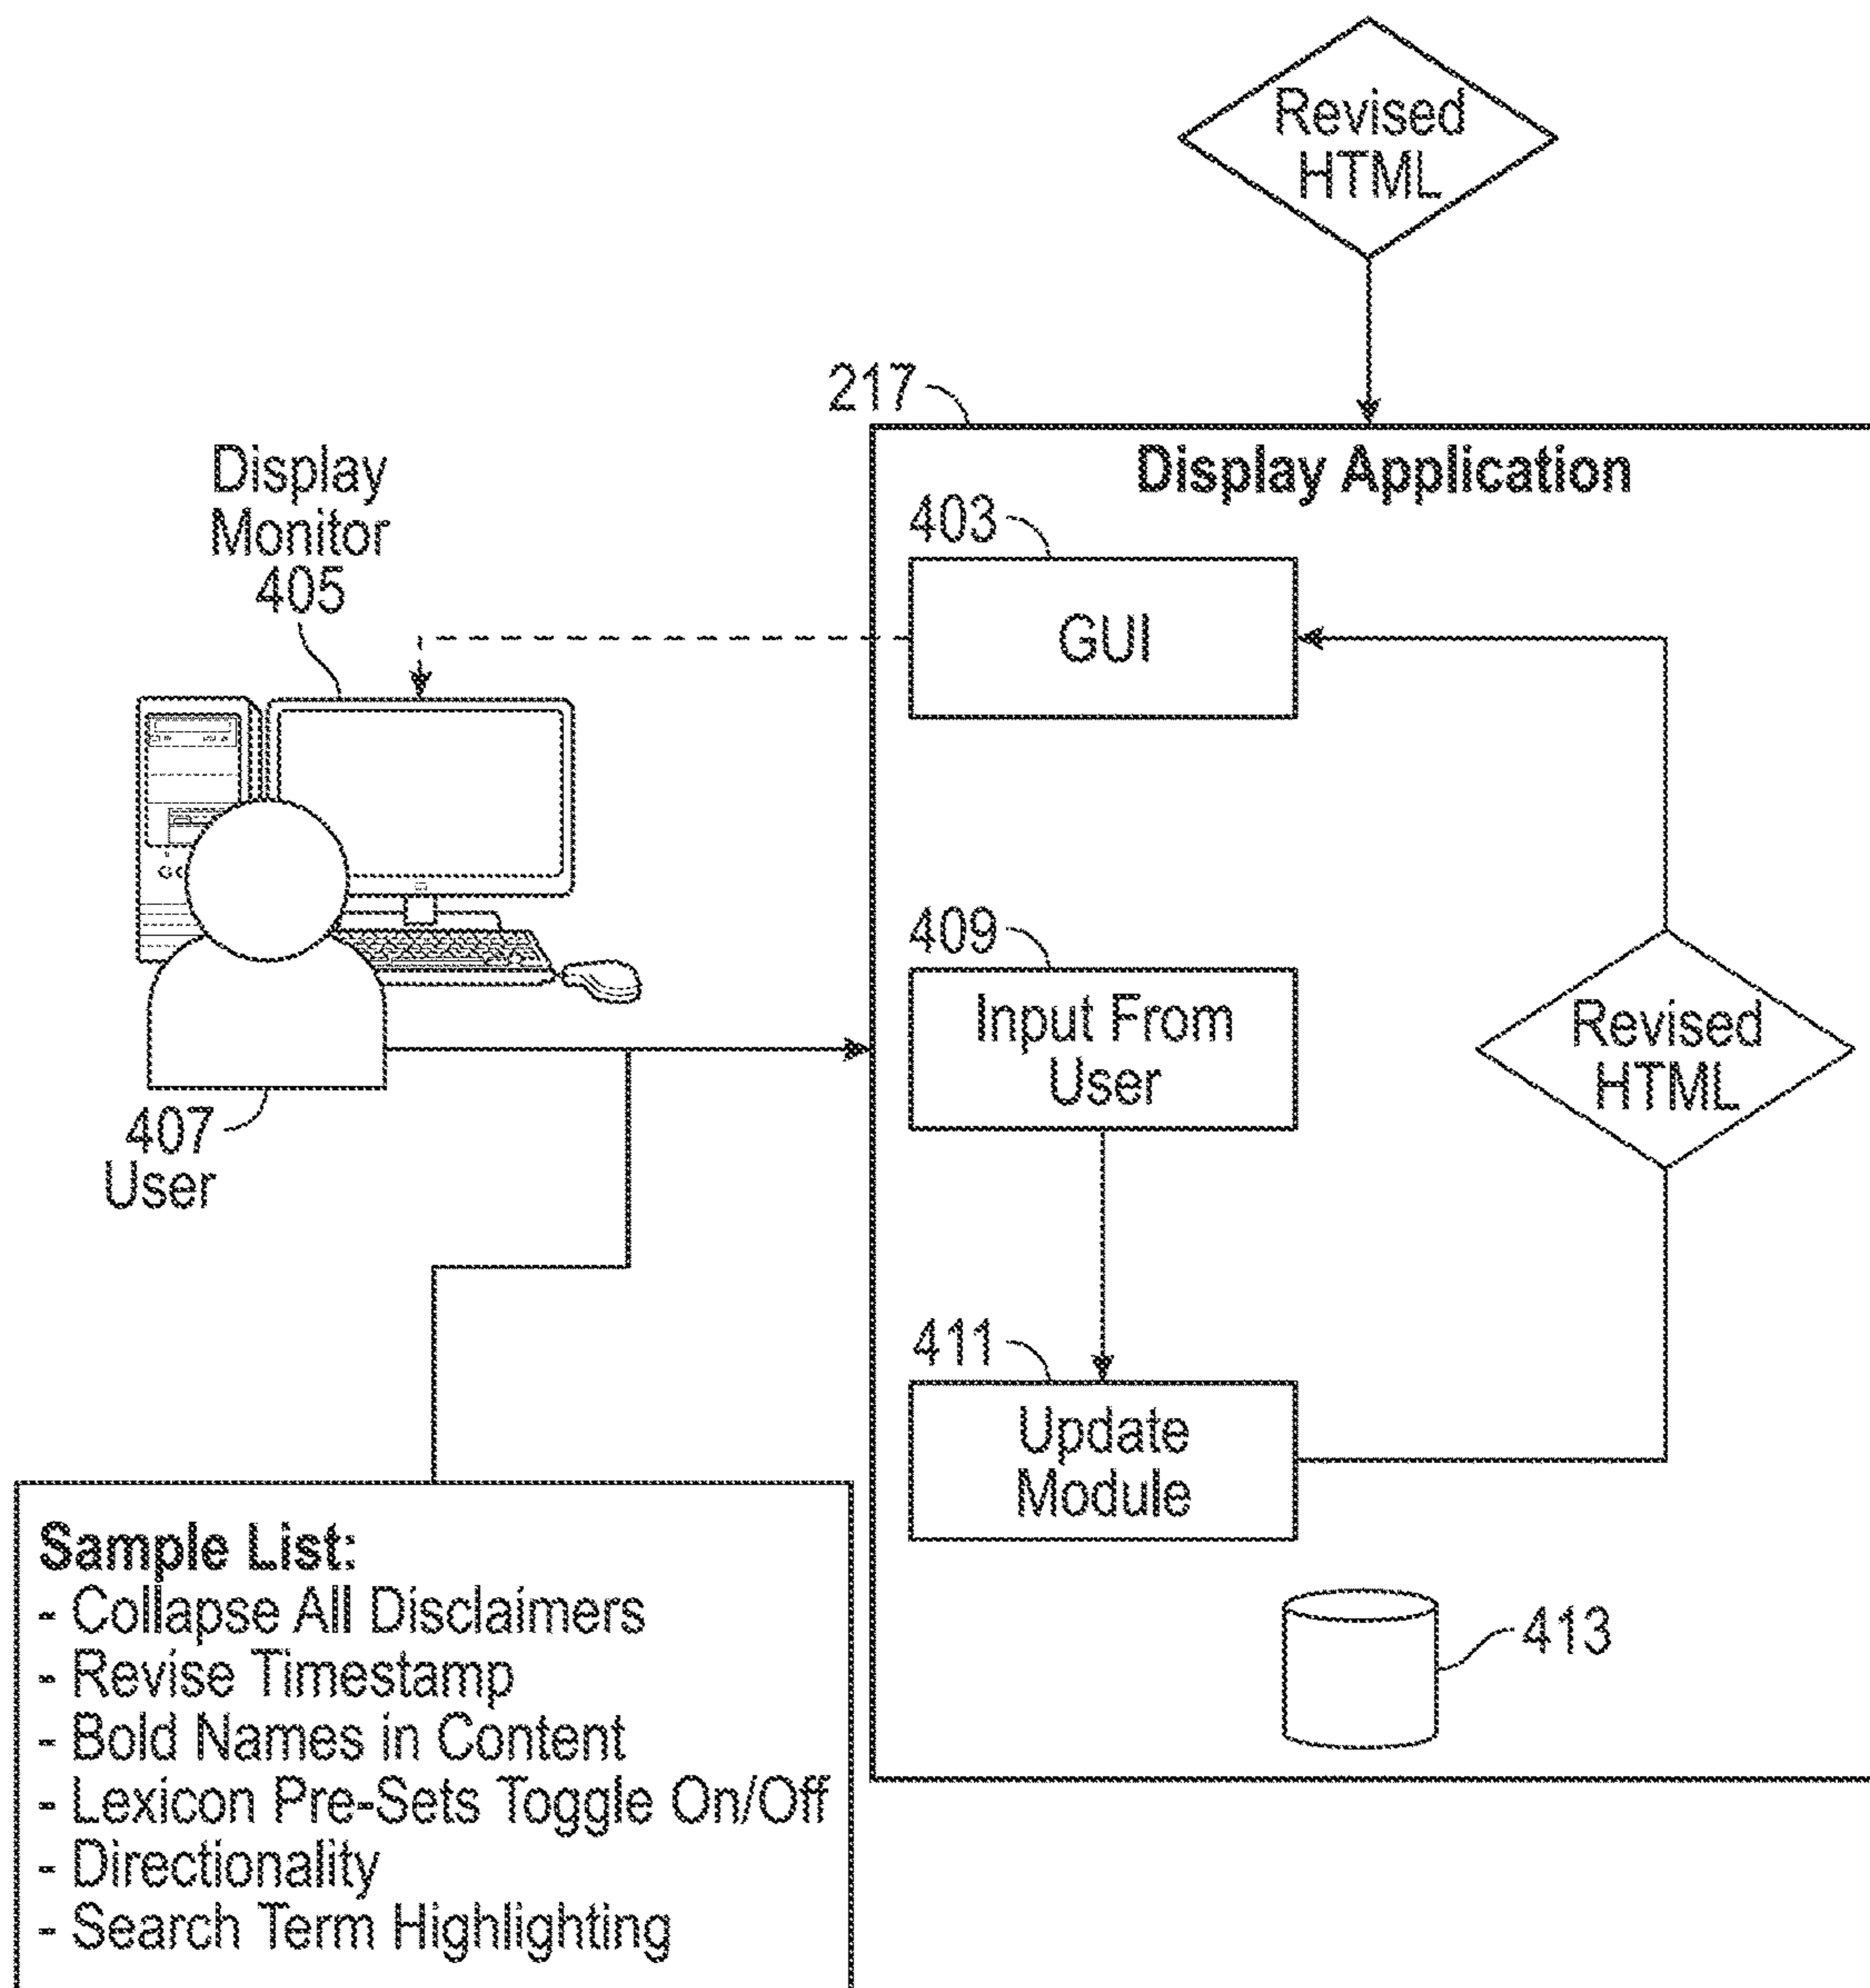 Revised
HTML
217
Display Application
Display
Monitor
405
403
GUI
409
Input From
User
Revised
HTML
407
User
411
Update
Module
413
Sample List:
- Collapse All Disclaimers
- Revise Timestamp
- Bold Names in Content
- Lexicon Pre-Sets Toggle On/Off
- Directionality
- Search Term Highlighting